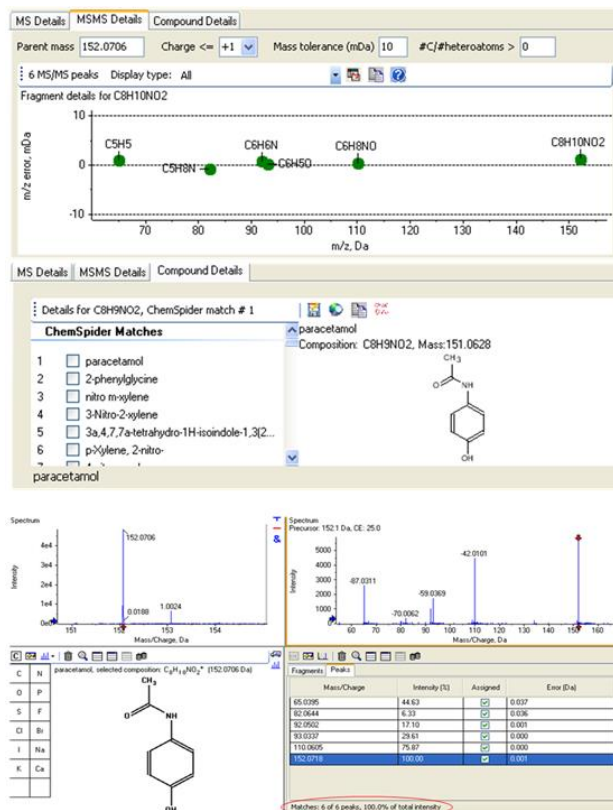 MS Details MSMS Details Compound Details
Parent mass 152.0706 Charge <= +1 Mass tolerance (mDa) 10 #C/#heteroatoms > 0
6 MS/MS peaks Display type: All
Fragment details for C8H10NO2
m/z error, mDa
10
0
-10
C5H5
C5H8N
C6H6N
C6H5O
C6H8NO
C8H10NO2
70 80 90 100 110 120 130 140 150
m/z, Da
MS Details MSMS Details Compound Details
Details for C8H9NO2, ChemSpider match # 1
ChemSpider Matches
1 paracetamol
2 2-phenylglycine
3 nitro m-xylene
4 3-Nitro-2-xylene
5 3a,4,7,7a-tetrahydro-1H-isoindole-1,3(2...
6 p-Xylene, 2-nitro-
paracetamol
Composition: C8H9NO2, Mass:151.0628
CH3
O
NH
OH
paracetamol
Spectrum
Intensity
4e4
3e4
2e4
1e4
0e0
152.0706
0.0188
1.0024
151 152 153 154
Mass/Charge, Da
Spectrum
Precursor: 152.1 Da, CE: 25.0
Intensity
5000
4000
3000
2000
1000
0
-87.0311
-70.0062
-59.0369
-42.0101
60 70 80 90 100 110 120 130 140 150 160
Mass/Charge, Da
C N
O P
S F
Cl Br
I Na
K Ca
paracetamol, selected composition: C8H10NO2+ (152.0706 Da)
CH3
O
NH
OH
Fragments Peaks
Mass/Charge Intensity (%) Assigned Error (Da)
65.0395 44.63 0.037
82.0644 6.33 0.036
92.0502 17.10 0.001
93.0337 29.61 0.000
110.0605 75.87 0.000
152.0718 100.00 0.001
Matches: 6 of 6 peaks, 100.0% of total intensity